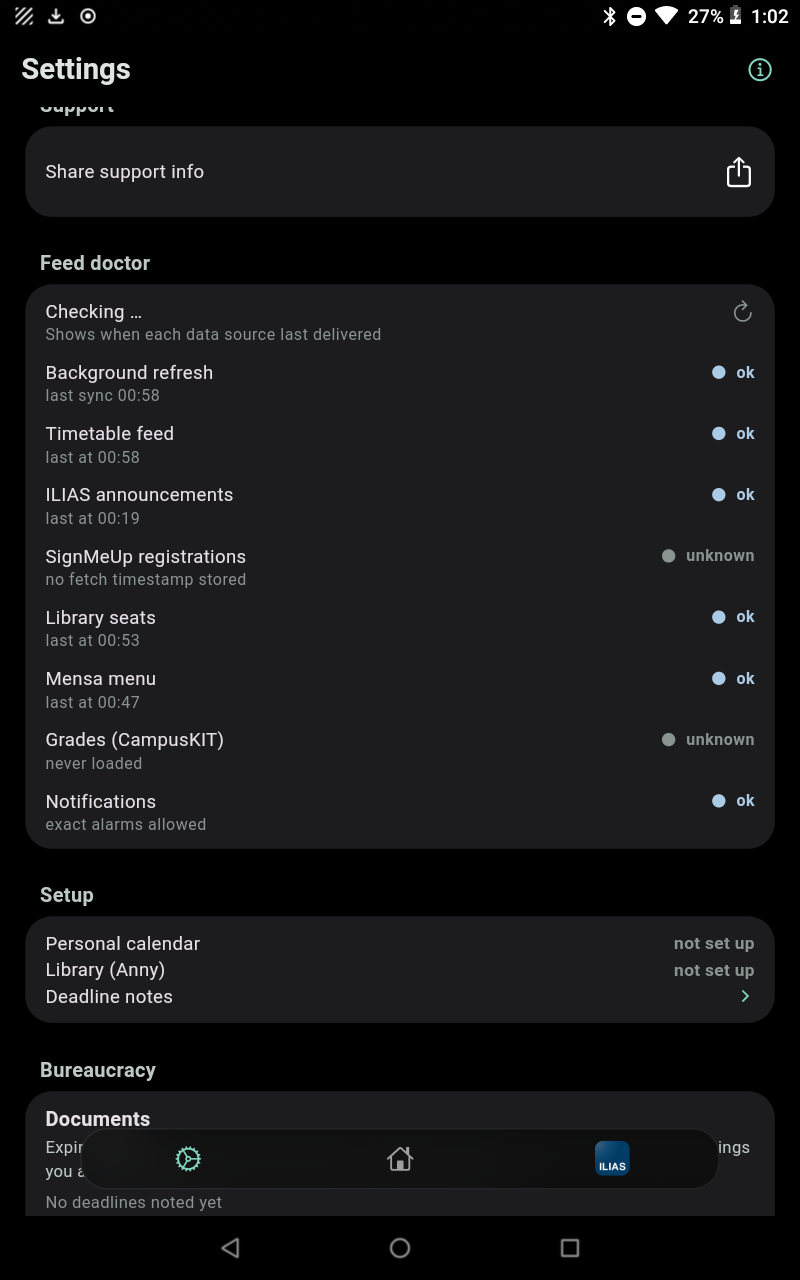 27% 1:02
Settings
Support
Share support info
Feed doctor
Checking …
Shows when each data source last delivered
Background refresh ok
last sync 00:58
Timetable feed ok
last at 00:58
ILIAS announcements ok
last at 00:19
SignMeUp registrations unknown
no fetch timestamp stored
Library seats ok
last at 00:53
Mensa menu ok
last at 00:47
Grades (CampusKIT) unknown
never loaded
Notifications ok
exact alarms allowed
Setup
Personal calendar not set up
Library (Anny) not set up
Deadline notes
Bureaucracy
Documents
you
ILIAS
No deadlines noted yet